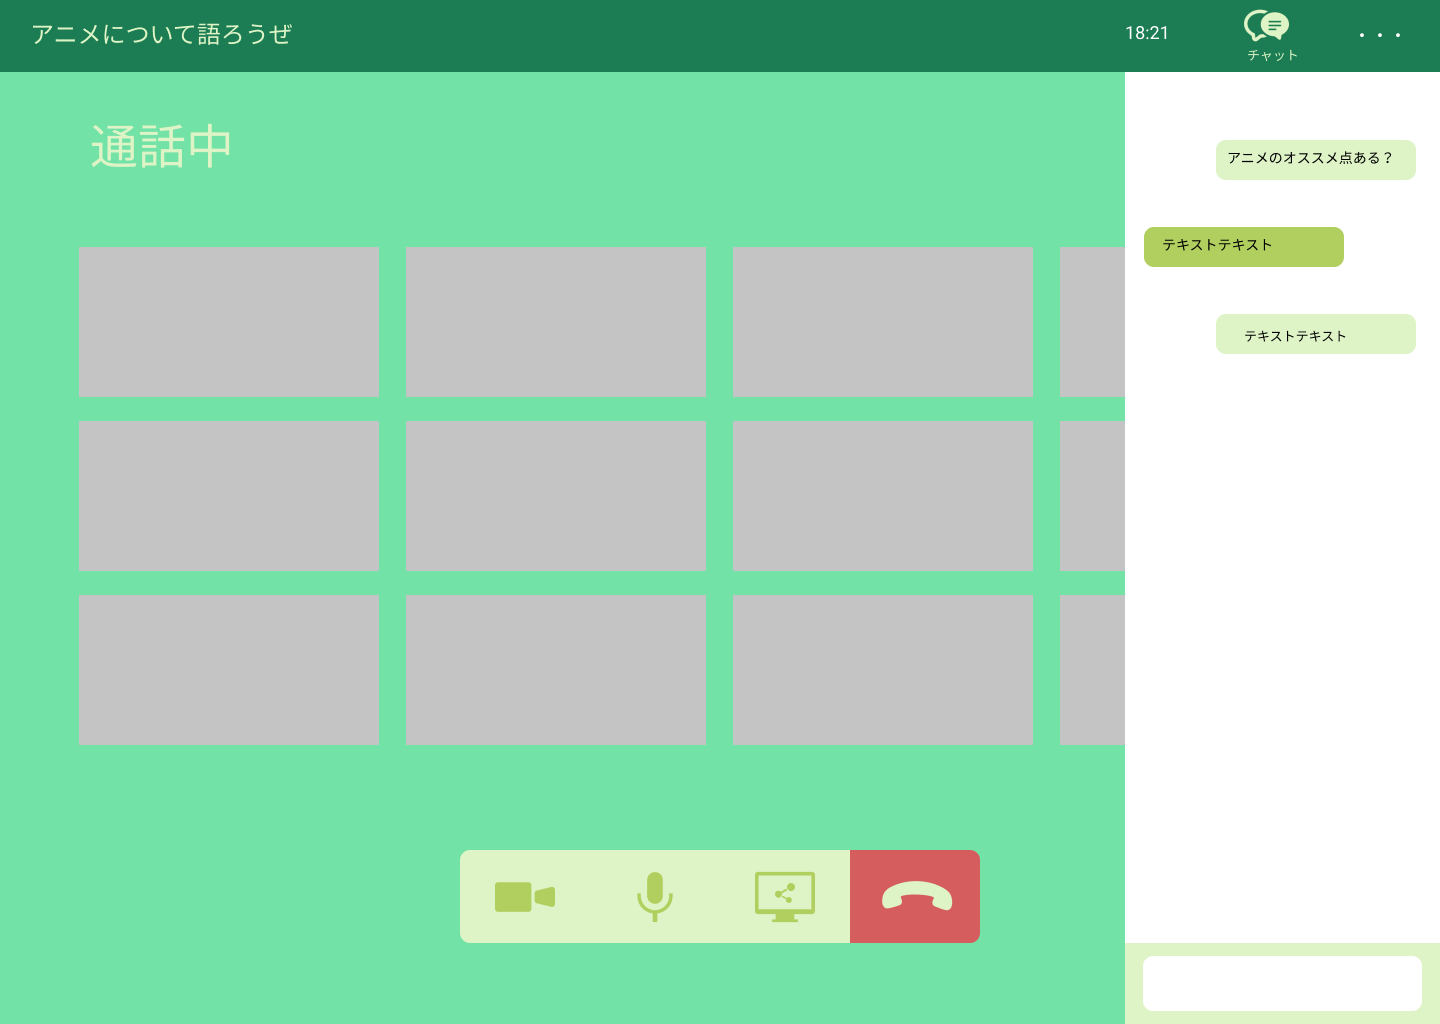 アニメについて語ろうぜ
18:21
チャット
通話中
アニメのオススメ点ある？
テキストテキスト
テキストテキスト